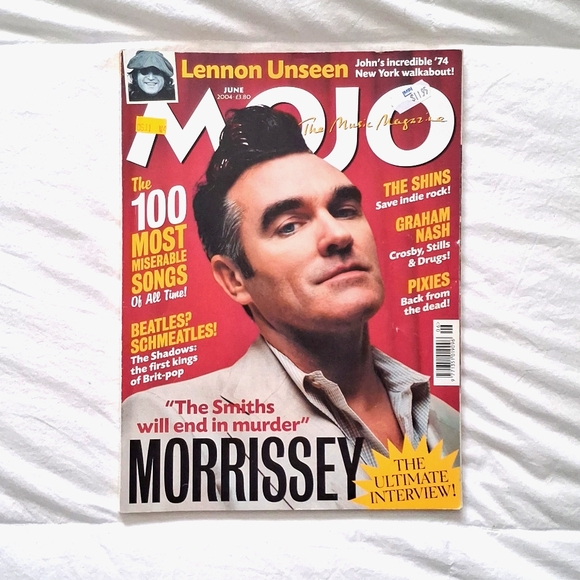 Lennon Unseen
John's incredible '74
New York walkabout!
JUNE
2004 · £3.80
MOJO
The Music Magazine
$11.95
The
100
MOST
MISERABLE
SONGS
Of All Time!
THE SHINS
Save indie rock!
GRAHAM
NASH
Crosby, Stills
& Drugs!
PIXIES
Back from
the dead!
BEATLES?
SCHMEATLES!
The Shadows:
the first kings
of Brit-pop
"The Smiths
will end in murder"
MORRISSEY
THE
ULTIMATE
INTERVIEW!